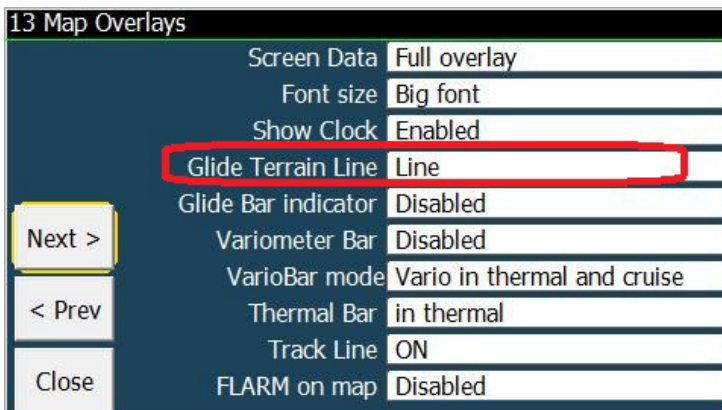 13 Map Overlays
Screen Data Full overlay
Font size Big font
Show Clock Enabled
Glide Terrain Line Line
Glide Bar indicator Disabled
Next >
Variometer Bar Disabled
VarioBar mode Vario in thermal and cruise
< Prev
Thermal Bar in thermal
Track Line ON
Close
FLARM on map Disabled